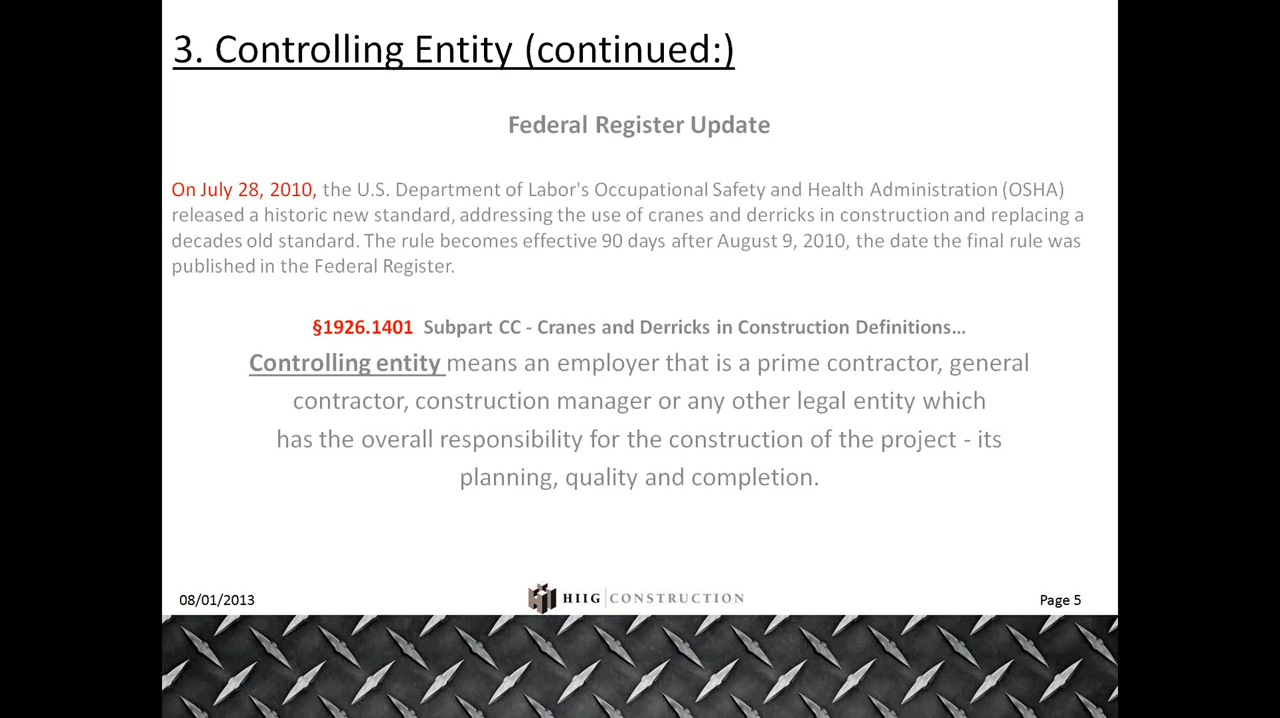 3. Controlling Entity (continued:)
Federal Register Update
On July 28, 2010, the U.S. Department of Labor's Occupational Safety and Health Administration (OSHA)
released a historic new standard, addressing the use of cranes and derricks in construction and replacing a
decades old standard. The rule becomes effective 90 days after August 9, 2010, the date the final rule was
published in the Federal Register.
§1926.1401 Subpart CC - Cranes and Derricks in Construction Definitions...
Controlling entity means an employer that is a prime contractor, general
contractor, construction manager or any other legal entity which
has the overall responsibility for the construction of the project - its
planning, quality and completion.
08/01/2013
HIIG CONSTRUCTION
Page 5